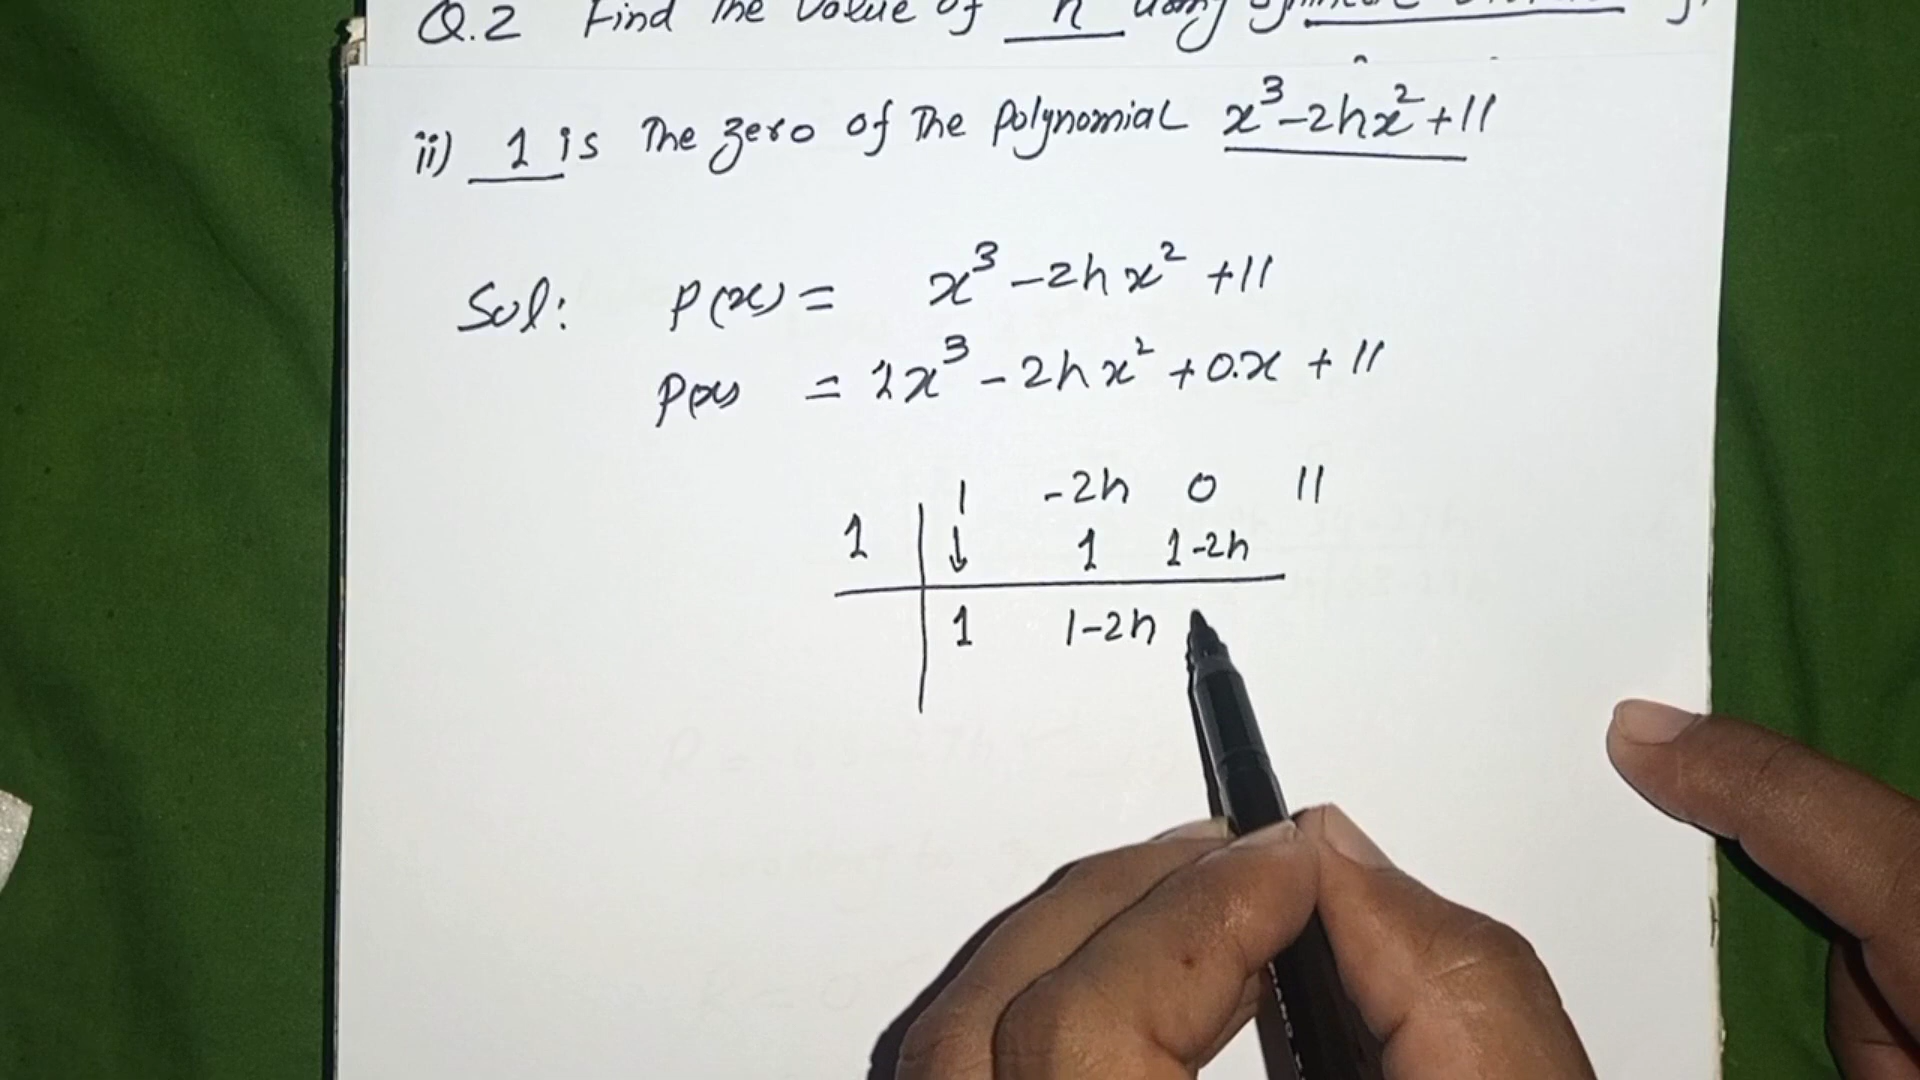 Q.2 Find the value of h using
ii) 1 is the zero of the polynomial x³-2hx²+11
Sol: P(x) = x³-2hx²+11
P(x) = 1x³-2hx²+0.x+11
1 -2h 0 11
1 ↓ 1 1-2h
1 1-2h